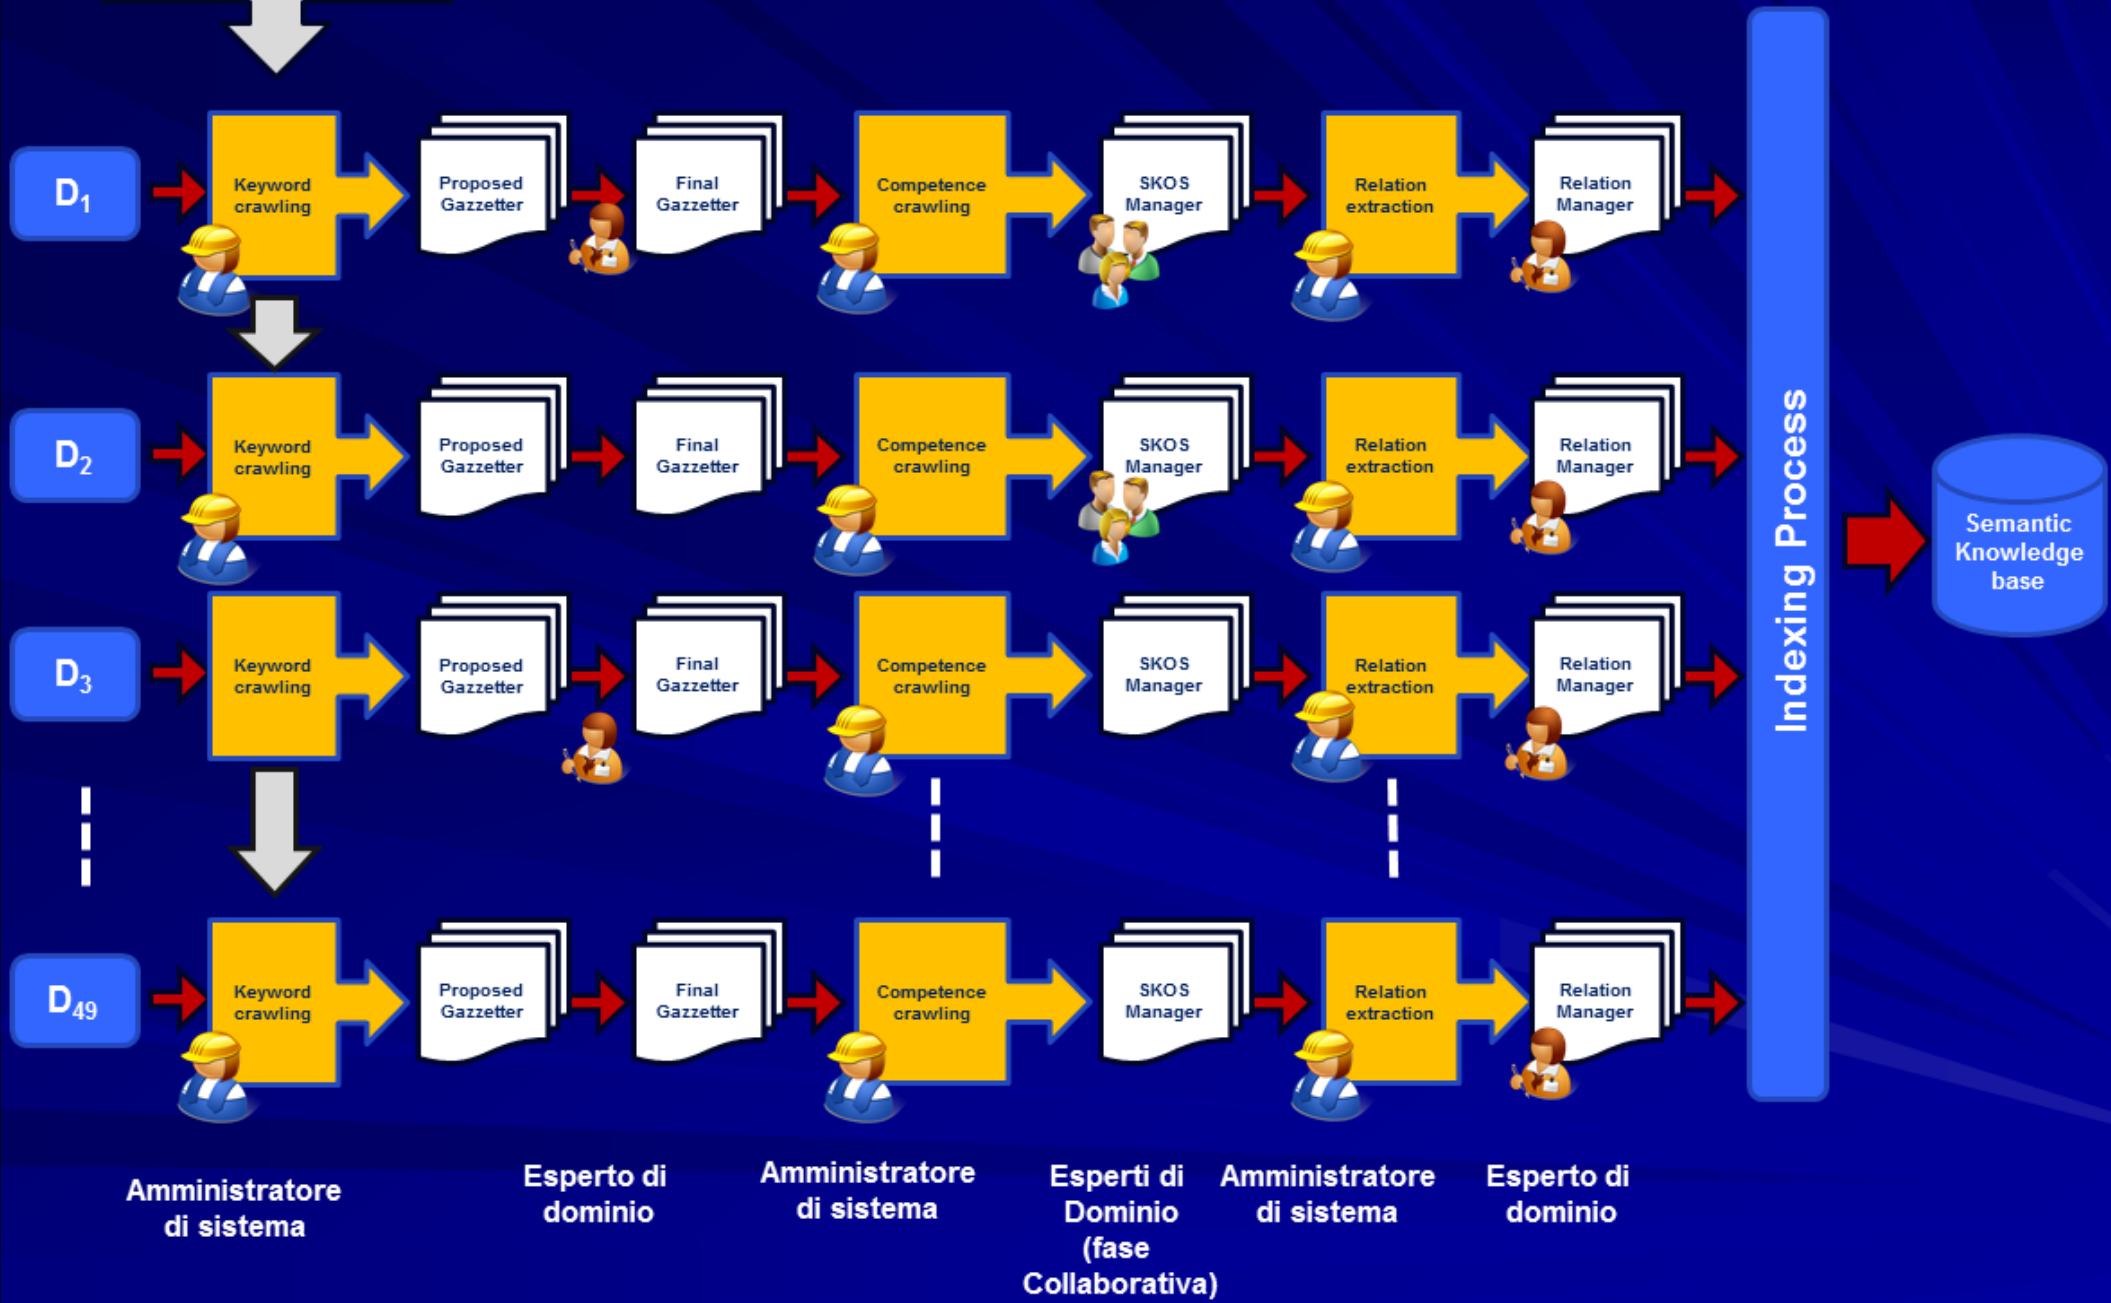 D1
Keyword
crawling
Proposed
Gazzetter
Final
Gazzetter
Competence
crawling
SKOS
Manager
Relation
extraction
Relation
Manager
D2
Keyword
crawling
Proposed
Gazzetter
Final
Gazzetter
Competence
crawling
SKOS
Manager
Relation
extraction
Relation
Manager
D3
Keyword
crawling
Proposed
Gazzetter
Final
Gazzetter
Competence
crawling
SKOS
Manager
Relation
extraction
Relation
Manager
D49
Keyword
crawling
Proposed
Gazzetter
Final
Gazzetter
Competence
crawling
SKOS
Manager
Relation
extraction
Relation
Manager
Indexing Process
Semantic
Knowledge
base
Amministratore
di sistema
Esperto di
dominio
Amministratore
di sistema
Esperti di
Dominio
(fase
Collaborativa)
Amministratore
di sistema
Esperto di
dominio